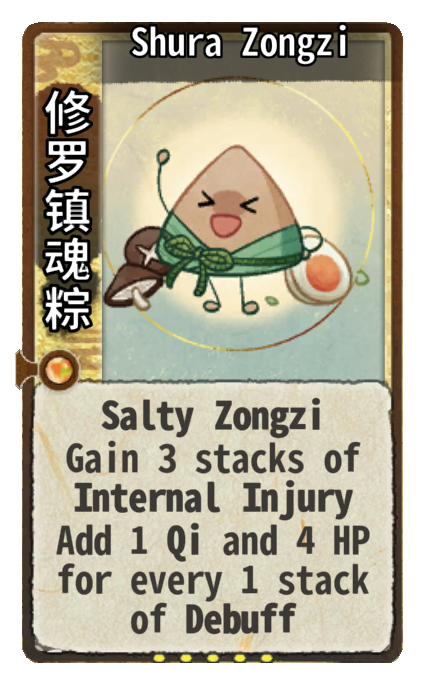 Shura Zongzi
修罗镇魂粽
Salty Zongzi
Gain 3 stacks of
Internal Injury
Add 1 Qi and 4 HP
for every 1 stack
of Debuff